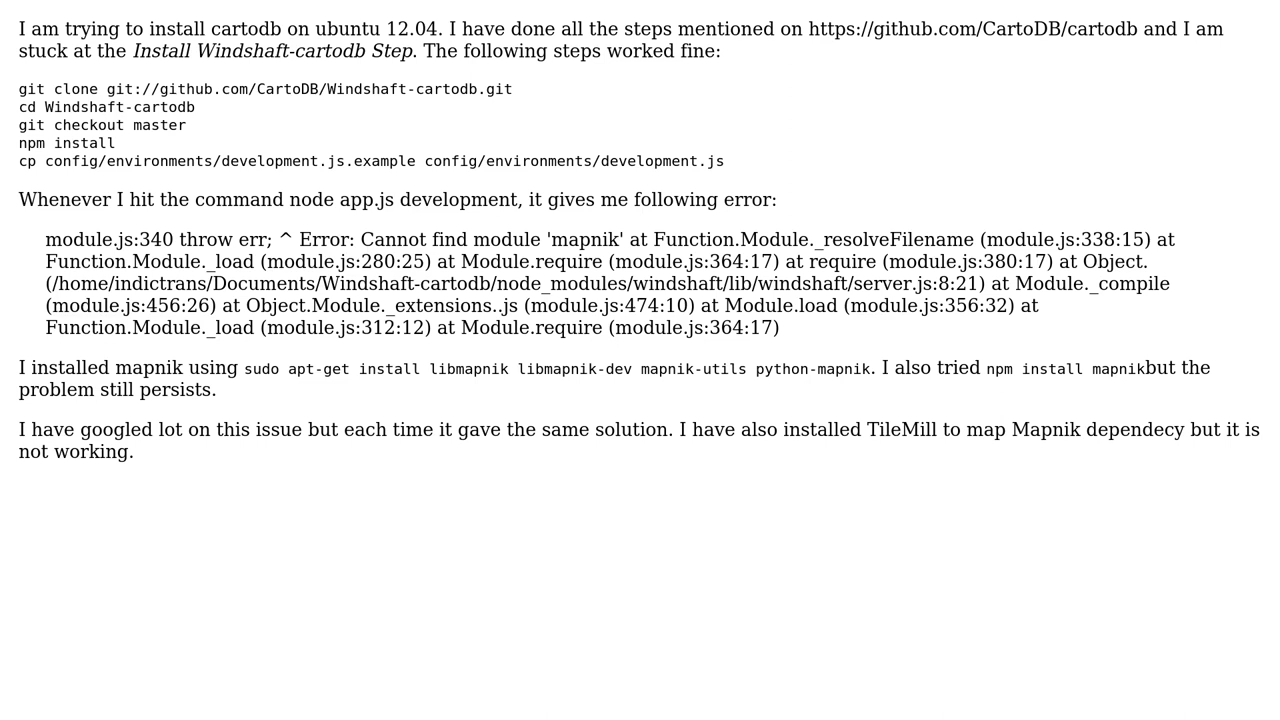 I am trying to install cartodb on ubuntu 12.04. I have done all the steps mentioned on https://github.com/CartoDB/cartodb and I am
stuck at the Install Windshaft-cartodb Step. The following steps worked fine:
git clone git://github.com/CartoDB/Windshaft-cartodb.git
cd Windshaft-cartodb
git checkout master
npm install
cp config/environments/development.js.example config/environments/development.js
Whenever I hit the command node app.js development, it gives me following error:
module.js:340 throw err; ^ Error: Cannot find module 'mapnik' at Function.Module._resolveFilename (module.js:338:15) at
Function.Module._load (module.js:280:25) at Module.require (module.js:364:17) at require (module.js:380:17) at Object.
(/home/indictrans/Documents/Windshaft-cartodb/node_modules/windshaft/lib/windshaft/server.js:8:21) at Module._compile
(module.js:456:26) at Object.Module._extensions..js (module.js:474:10) at Module.load (module.js:356:32) at
Function.Module._load (module.js:312:12) at Module.require (module.js:364:17)
I installed mapnik using sudo apt-get install libmapnik libmapnik-dev mapnik-utils python-mapnik. I also tried npm install mapnikbut the
problem still persists.
I have googled lot on this issue but each time it gave the same solution. I have also installed TileMill to map Mapnik dependecy but it is
not working.